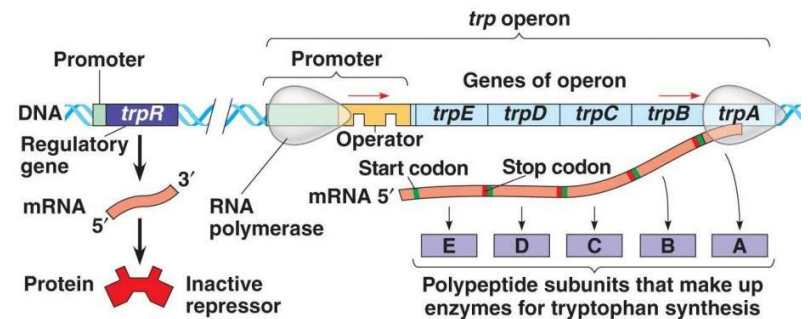 trp operon
Promoter
Promoter
Genes of operon
DNA
trpR
trpE
trpD
trpC
trpB
trpA
Operator
Regulatory
gene
Start codon
Stop codon
3′
mRNA
5′
RNA
polymerase
mRNA 5′
E
D
C
B
A
Protein
Inactive
repressor
Polypeptide subunits that make up
enzymes for tryptophan synthesis